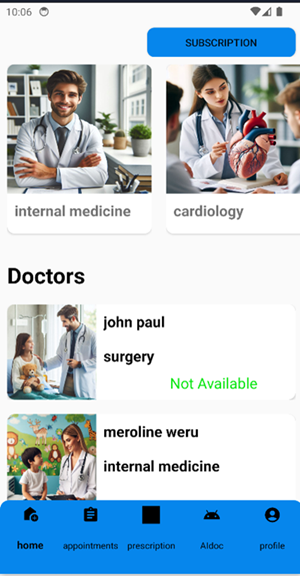 10:06
SUBSCRIPTION
internal medicine
cardiology
Doctors
john paul
surgery
Not Available
meroline weru
internal medicine
home
appointments
prescription
AIdoc
profile